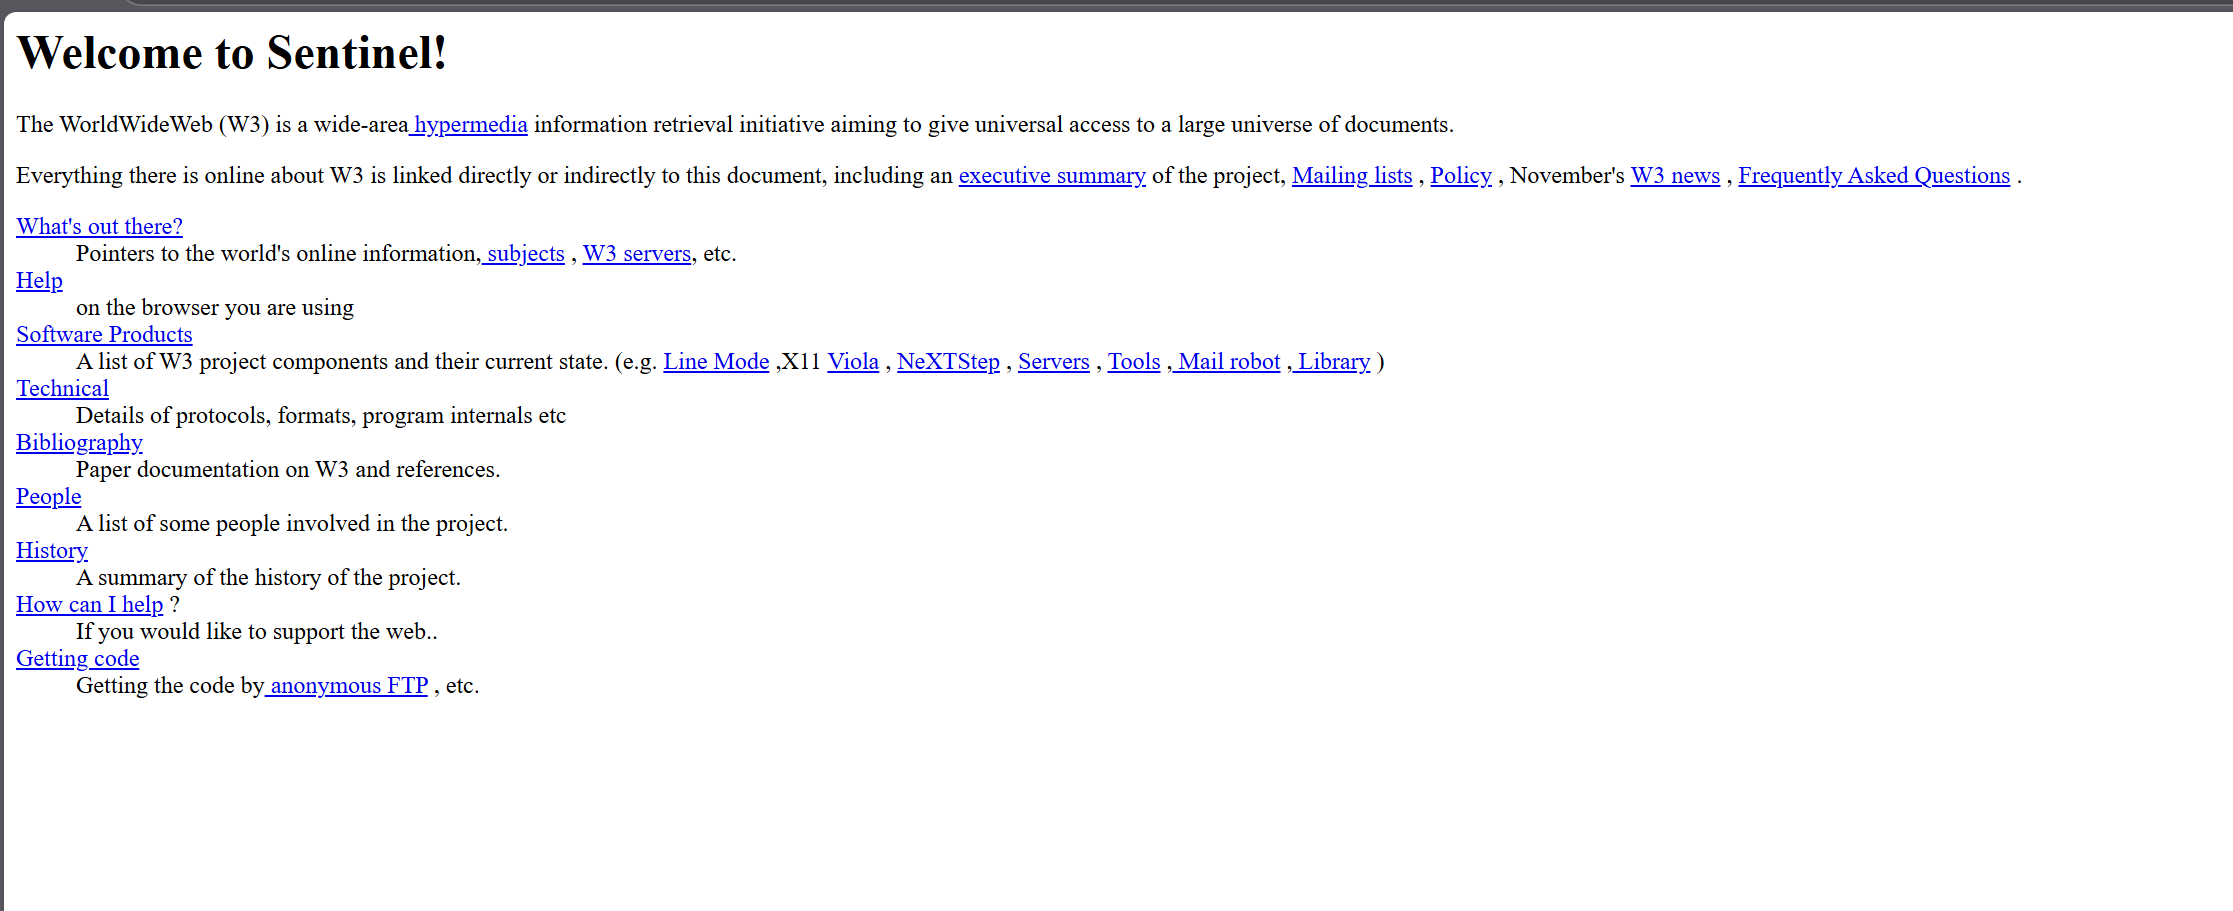 Welcome to Sentinel!
The WorldWideWeb (W3) is a wide-area hypermedia information retrieval initiative aiming to give universal access to a large universe of documents.
Everything there is online about W3 is linked directly or indirectly to this document, including an executive summary of the project, Mailing lists , Policy , November's W3 news , Frequently Asked Questions .
What's out there?
Pointers to the world's online information, subjects , W3 servers, etc.
Help
on the browser you are using
Software Products
A list of W3 project components and their current state. (e.g. Line Mode ,X11 Viola , NeXTStep , Servers , Tools , Mail robot , Library )
Technical
Details of protocols, formats, program internals etc
Bibliography
Paper documentation on W3 and references.
People
A list of some people involved in the project.
History
A summary of the history of the project.
How can I help ?
If you would like to support the web..
Getting code
Getting the code by anonymous FTP , etc.